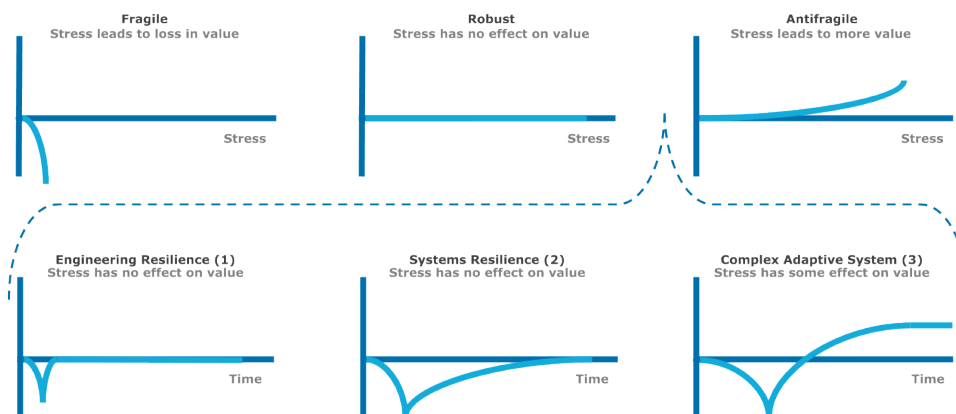 Fragile
Stress leads to loss in value
Robust
Stress has no effect on value
Antifragile
Stress leads to more value
Stress
Stress
Stress
Engineering Resilience (1)
Stress has no effect on value
Systems Resilience (2)
Stress has no effect on value
Complex Adaptive System (3)
Stress has some effect on value
Time
Time
Time